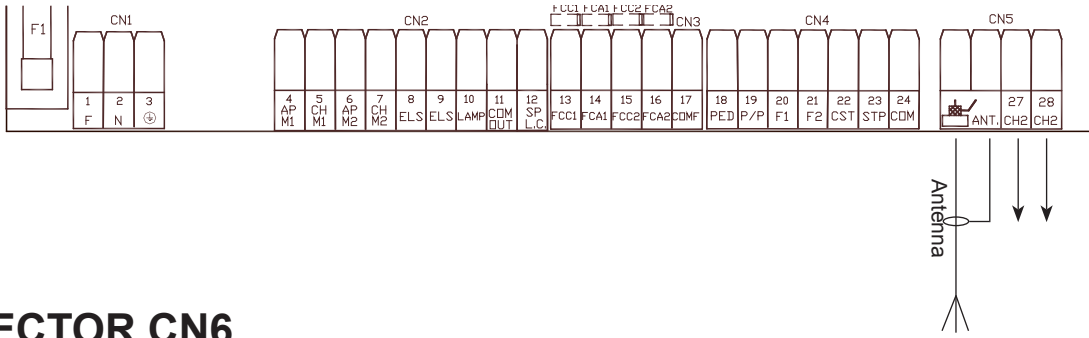 FCC1 FCA1 FCC2 FCA2
F1 CN1 CN2 CN3 CN4 CN5
1 2 3 4 5 6 7 8 9 10 11 12 13 14 15 16 17 18 19 20 21 22 23 24 27 28
F N AP M1 CH M1 AP M2 CH M2 ELS ELS LAMP COM OUT SP L.C. FCC1 FCA1 FCC2 FCA2 COMF PED P/P F1 F2 CST STP COM ANT. CH2 CH2
Antenna
ECTOR CN6